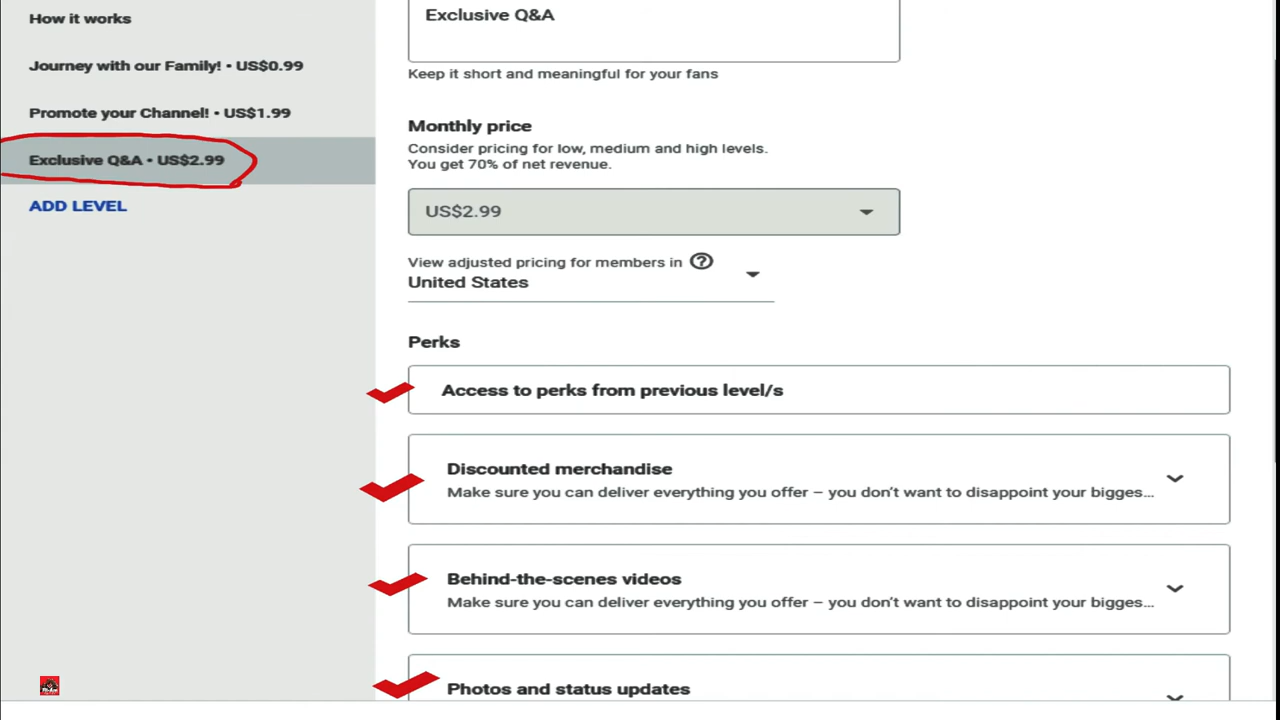 How it works
Journey with our Family! • US$0.99
Promote your Channel! • US$1.99
Exclusive Q&A • US$2.99
ADD LEVEL
Exclusive Q&A
Keep it short and meaningful for your fans
Monthly price
Consider pricing for low, medium and high levels.
You get 70% of net revenue.
US$2.99
View adjusted pricing for members in ?
United States
Perks
Access to perks from previous level/s
Discounted merchandise
Make sure you can deliver everything you offer – you don't want to disappoint your bigges...
Behind-the-scenes videos
Make sure you can deliver everything you offer – you don't want to disappoint your bigges...
Photos and status updates